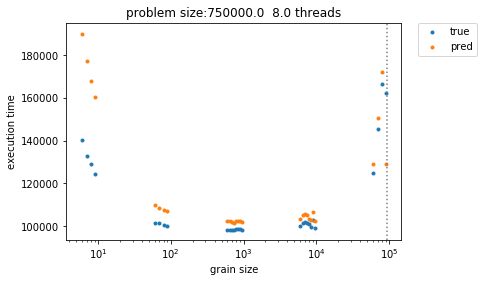 problem size:750000.0  8.0 threads
true
pred
180000
160000
140000
120000
100000
execution time
10^1
10^2
10^3
10^4
10^5
grain size